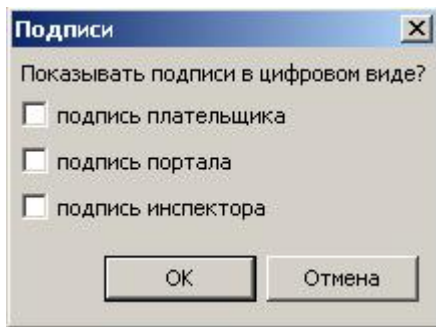 Подписи
Показывать подписи в цифровом виде?
подпись плательщика
подпись портала
подпись инспектора
OK
Отмена